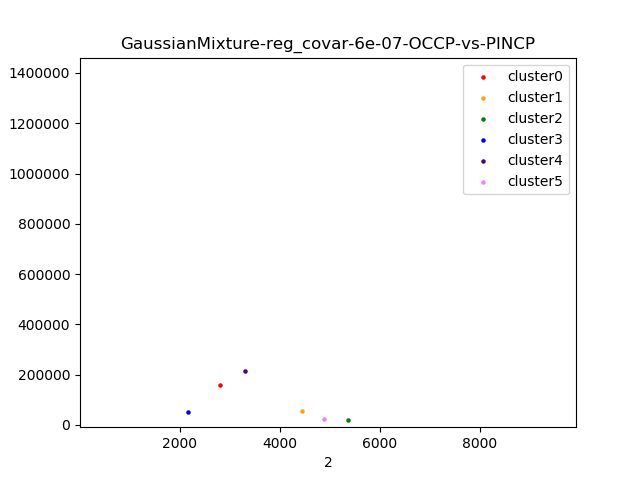 GaussianMixture-reg_covar-6e-07-OCCP-vs-PINCP
1400000
1200000
1000000
800000
600000
400000
200000
0
cluster0
cluster1
cluster2
cluster3
cluster4
cluster5
2000
4000
6000
8000
2